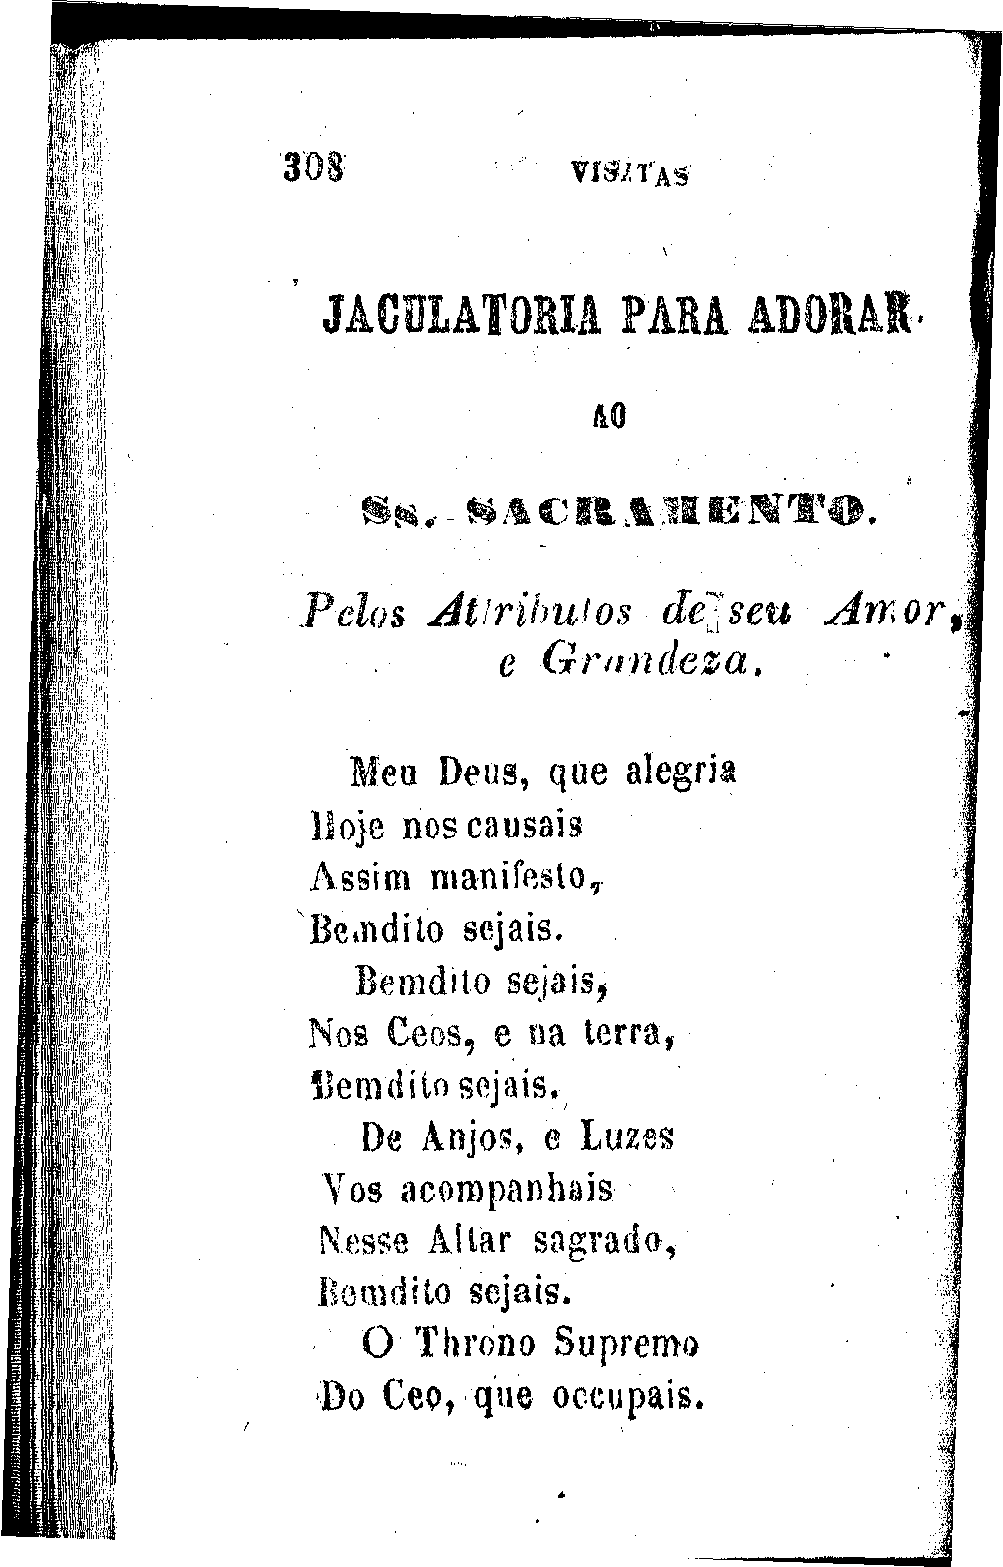 308 VISITAS
JACULATORIA PARA ADORAR
AO
Ss. SACRAMENTO.
Pelos Attributos de seu Amor,
e Grandeza.
Meu Deus, que alegria
Hoje nos causais
Assim manifesto,
Bemdito sejais.
Bemdito sejais,
Nos Ceos, e na terra,
Bemdito sejais.
De Anjos, e Luzes
Vos acompanhais
Nesse Altar sagrado,
Bemdito sejais.
O Throno Supremo
Do Ceo, que occupais.